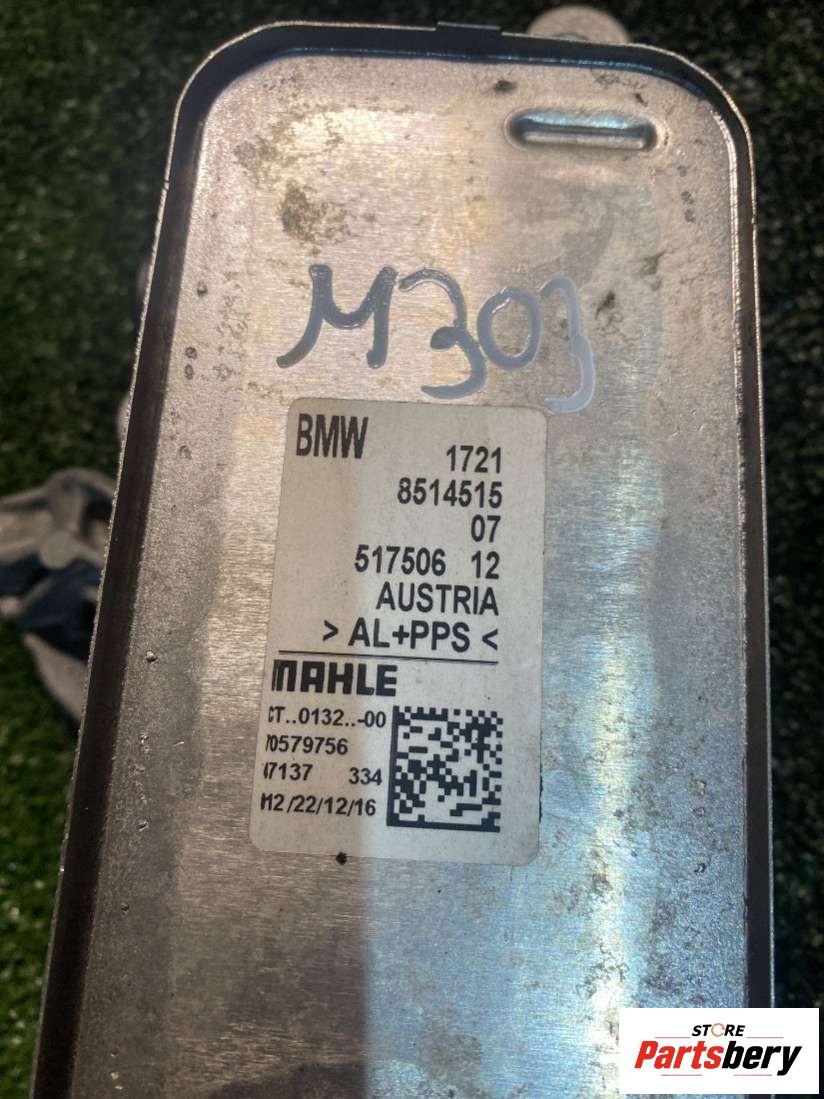 M303
BMW 1721
8514515
07
517506 12
AUSTRIA
> AL+PPS <
MAHLE
CT..0132..-00
70579756
334
M2/22/12/16
STORE
Partsbery